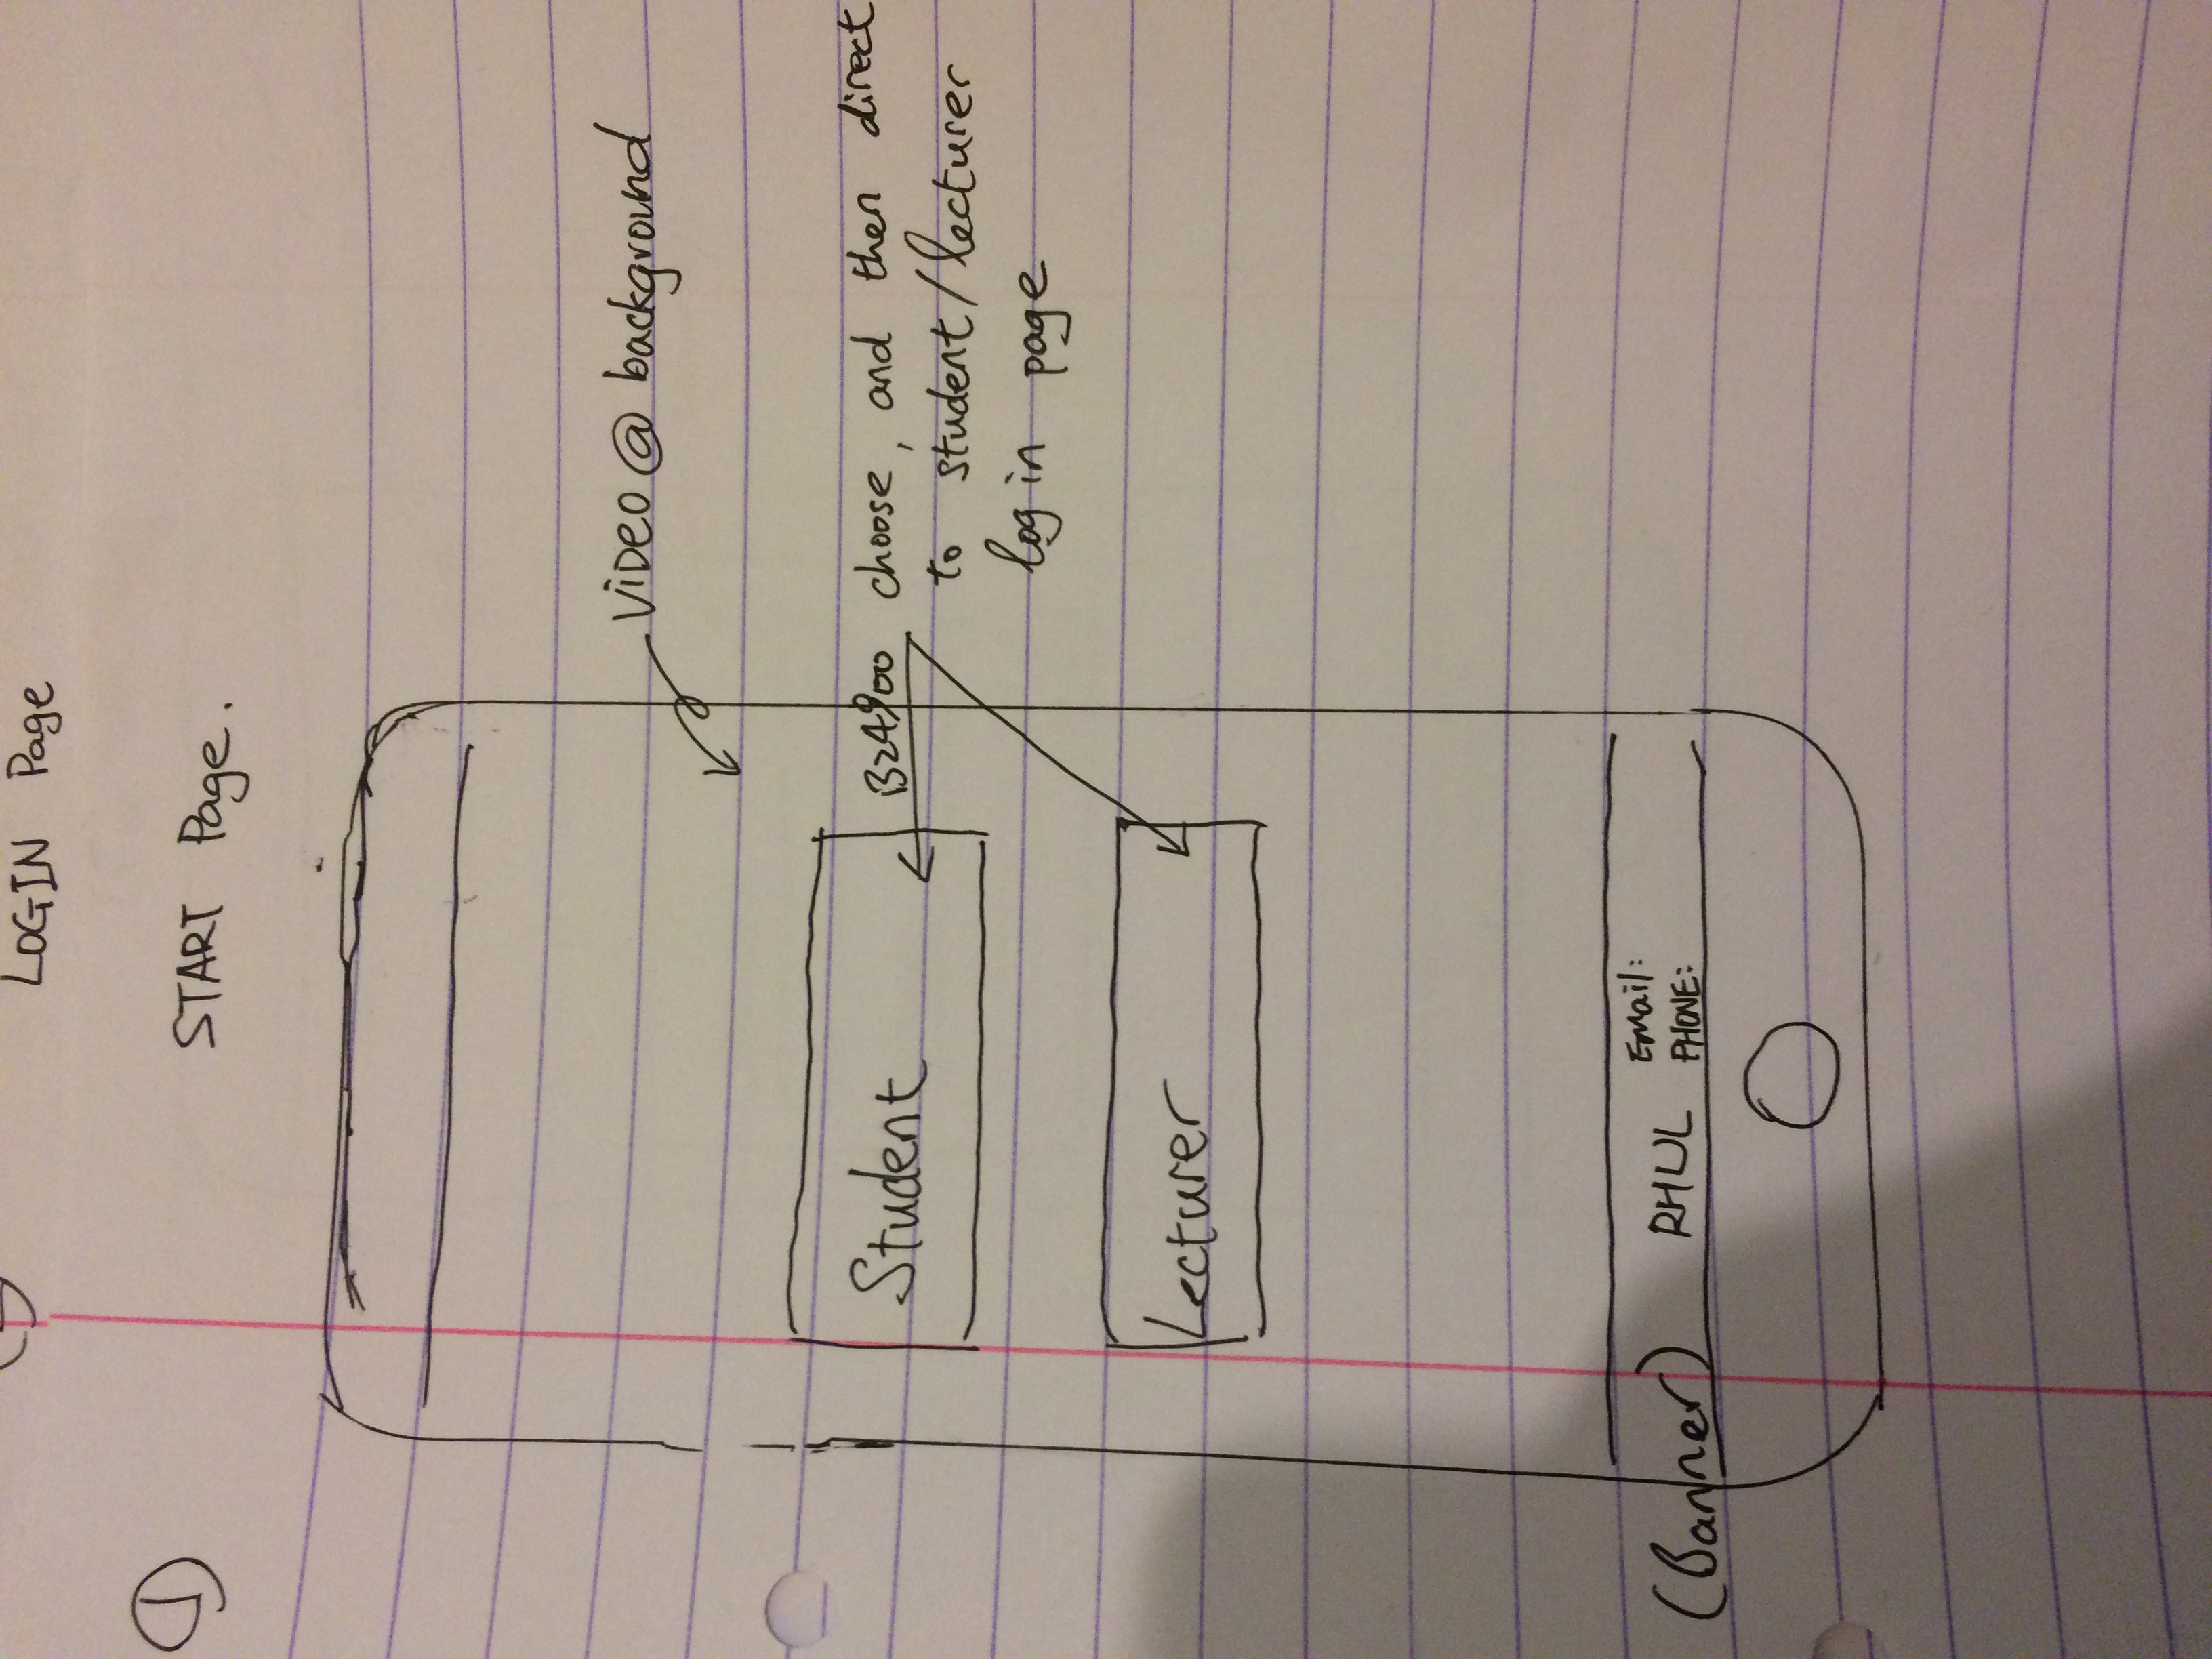 LOGIN Page
①
START Page.
VIDEO @ background
Student
B24900 choose, and then direct
to student/lecturer
log in page
Lecturer
(Banner) RHUL Email:
PHONE: